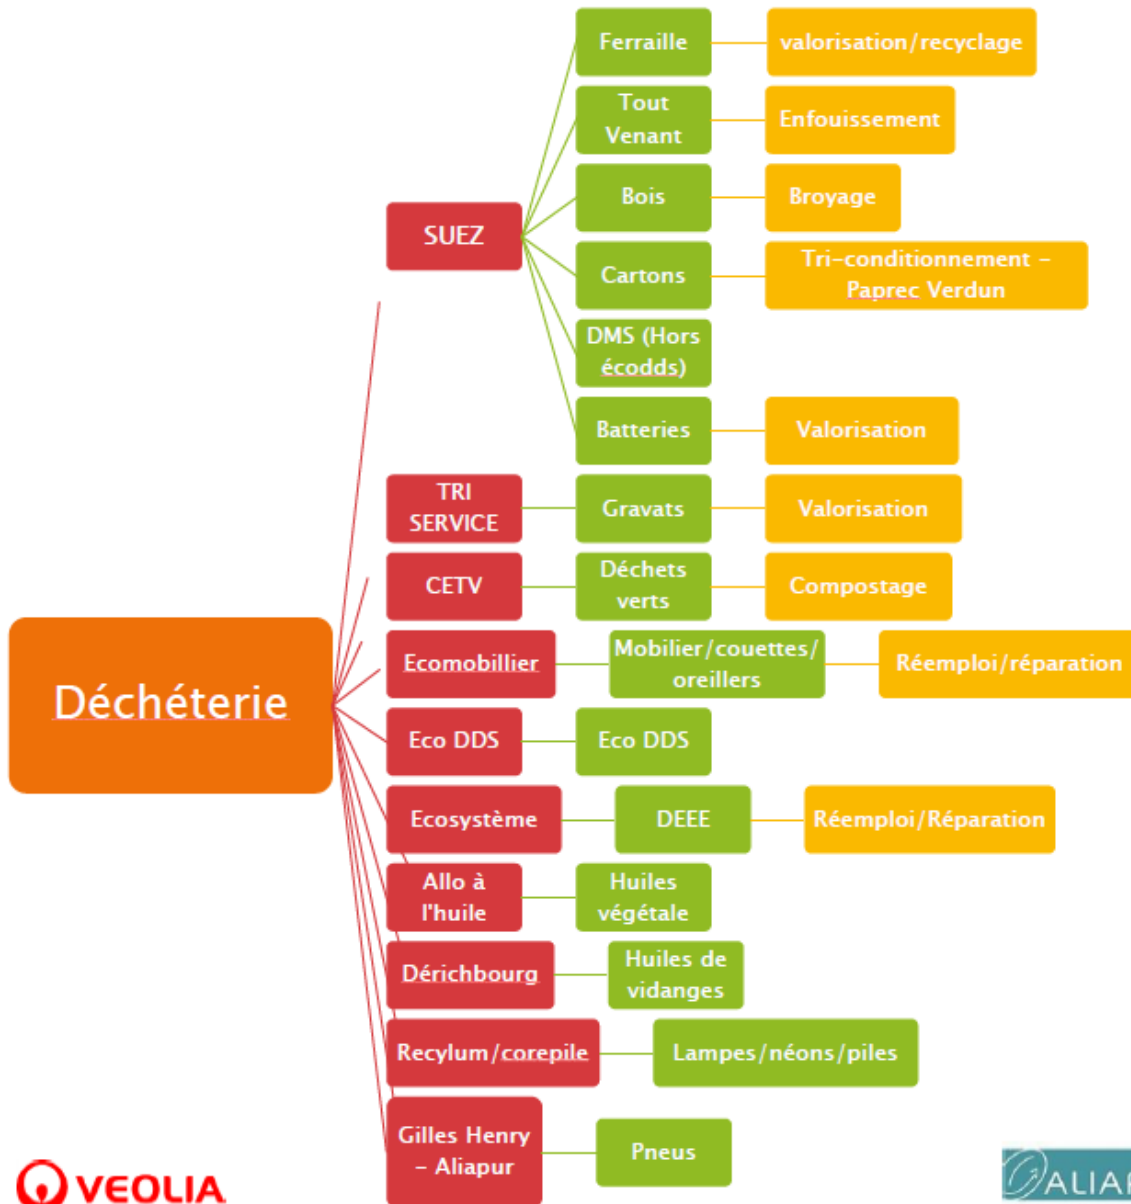 Déchéterie
SUEZ
Ferraille
valorisation/recyclage
Tout
Venant
Enfouissement
Bois
Broyage
Cartons
Tri-conditionnement -
Paprec Verdun
DMS (Hors
écodds)
Batteries
Valorisation
TRI
SERVICE
Gravats
Valorisation
CETV
Déchets
verts
Compostage
Ecomobillier
Mobilier/couettes/
oreillers
Réemploi/réparation
Eco DDS
Eco DDS
Ecosystème
DEEE
Réemploi/Réparation
Allo à
l'huile
Huiles
végétale
Dérichbourg
Huiles de
vidanges
Recylum/corepile
Lampes/néons/piles
Gilles Henry
- Aliapur
Pneus
VEOLIA